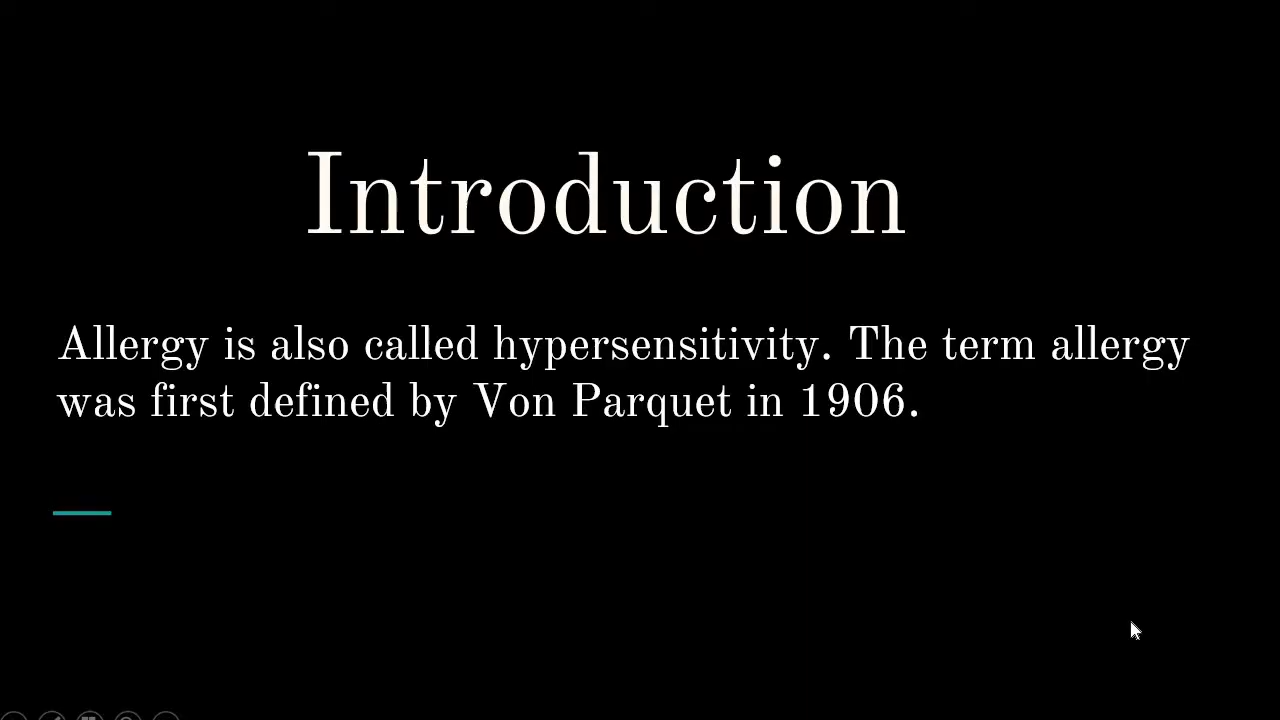 Introduction
Allergy is also called hypersensitivity. The term allergy
was first defined by Von Parquet in 1906.